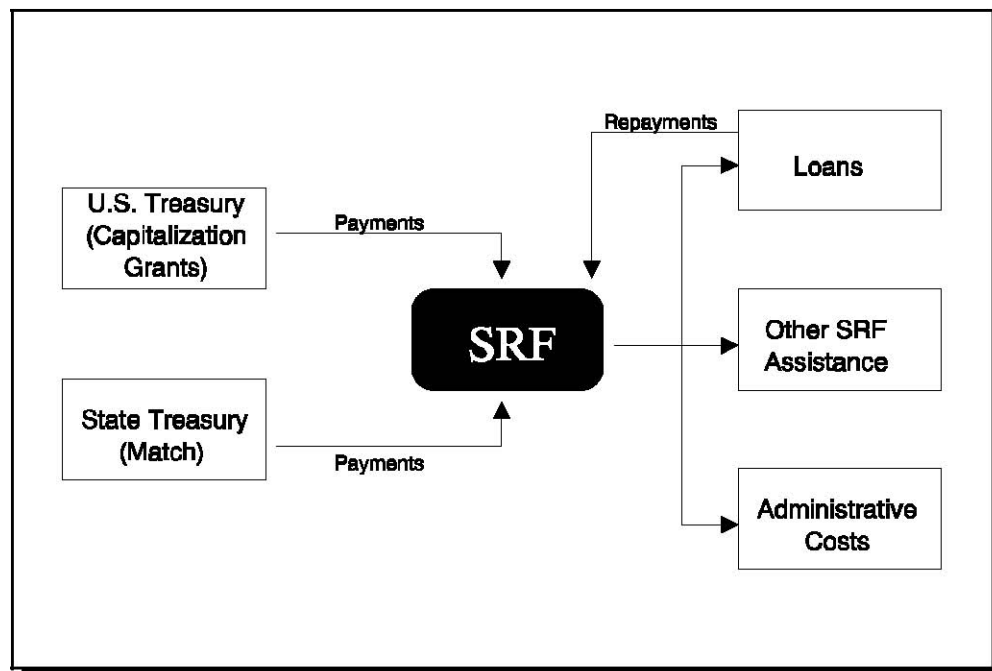 Repayments
Loans
U.S. Treasury
(Capitalization
Grants)
Payments
SRF
Other SRF
Assistance
State Treasury
(Match)
Payments
Administrative
Costs